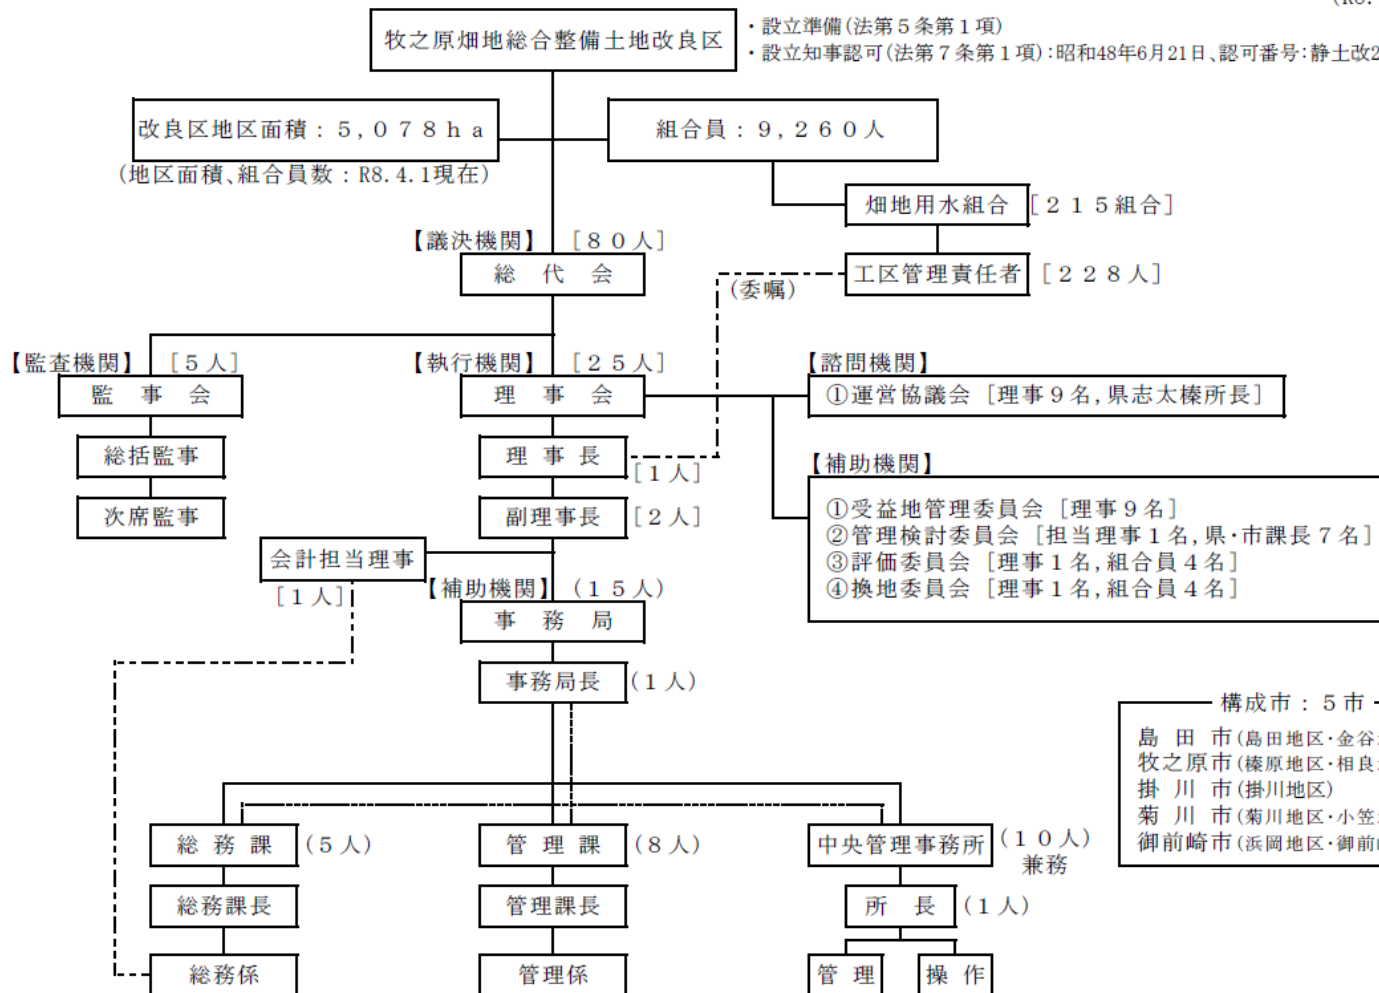 (R8.
牧之原畑地総合整備土地改良区
・設立準備(法第5条第1項)
・設立知事認可(法第7条第1項):昭和48年6月21日、認可番号:静土改2
改良区地区面積:5,078ha
組合員:9,260人
(地区面積、組合員数:R8.4.1現在)
畑地用水組合 [215組合]
【議決機関】 [80人]
総代会
工区管理責任者 [228人]
(委嘱)
【監査機関】 [5人]
【執行機関】 [25人]
【諮問機関】
監事会
理事会
①運営協議会 [理事9名,県志太榛所長]
総括監事
理事長
[1人]
【補助機関】
次席監事
副理事長 [2人]
①受益地管理委員会 [理事9名]
②管理検討委員会 [担当理事1名,県・市課長7名]
③評価委員会 [理事1名,組合員4名]
④換地委員会 [理事1名,組合員4名]
会計担当理事
[1人]
【補助機関】 (15人)
事務局
事務局長 (1人)
構成市:5市
島田市(島田地区・金谷
牧之原市(榛原地区・相良
掛川市(掛川地区)
菊川市(菊川地区・小笠
御前崎市(浜岡地区・御前
総務課 (5人)
管理課 (8人)
中央管理事務所 (10人)
兼務
総務課長
管理課長
所長 (1人)
総務係
管理係
管理
操作